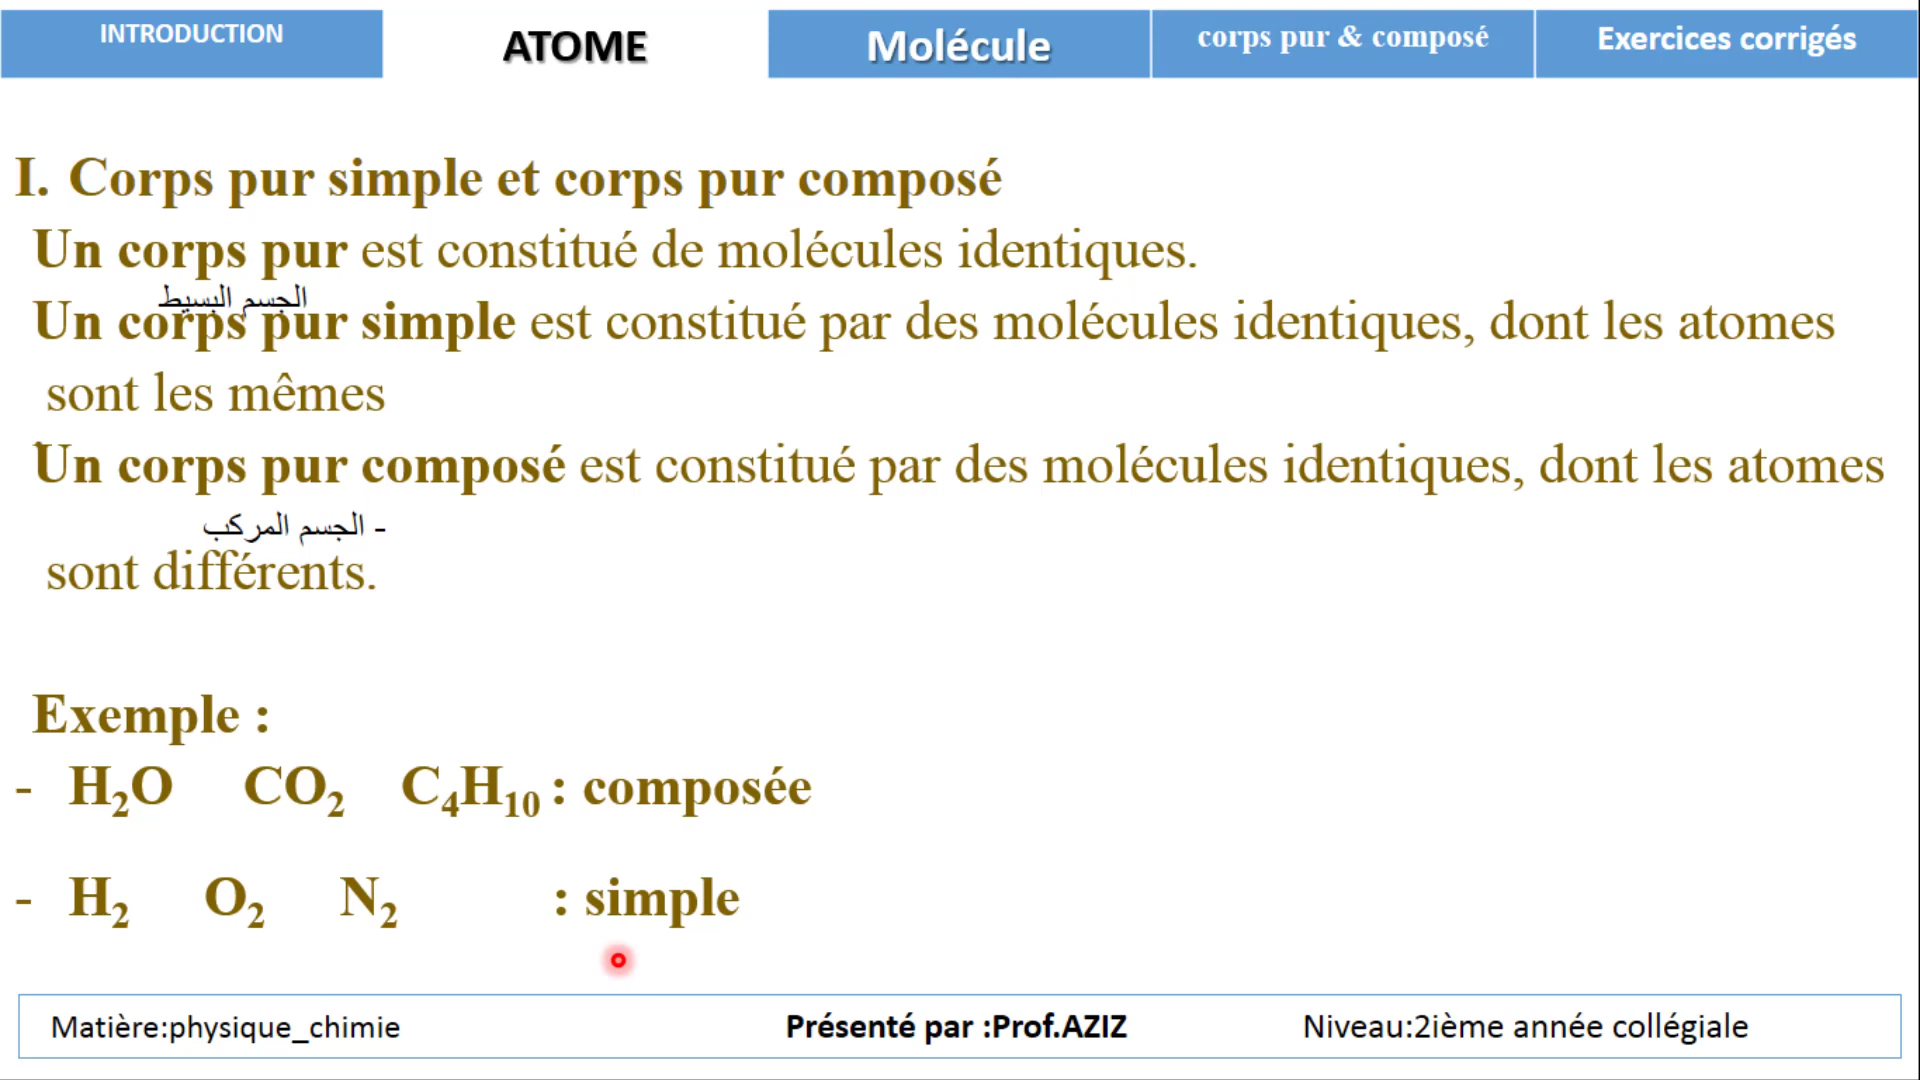 INTRODUCTION
ATOME
Molécule
corps pur & composé
Exercices corrigés
I. Corps pur simple et corps pur composé
Un corps pur est constitué de molécules identiques.
الجسم البسيط
Un corps pur simple est constitué par des molécules identiques, dont les atomes
sont les mêmes
Un corps pur composé est constitué par des molécules identiques, dont les atomes
- الجسم المركب
sont différents.
Exemple :
- H₂O CO₂ C₄H₁₀ : composée
- H₂ O₂ N₂ : simple
Matière:physique_chimie
Présenté par :Prof.AZIZ
Niveau:2ième année collégiale